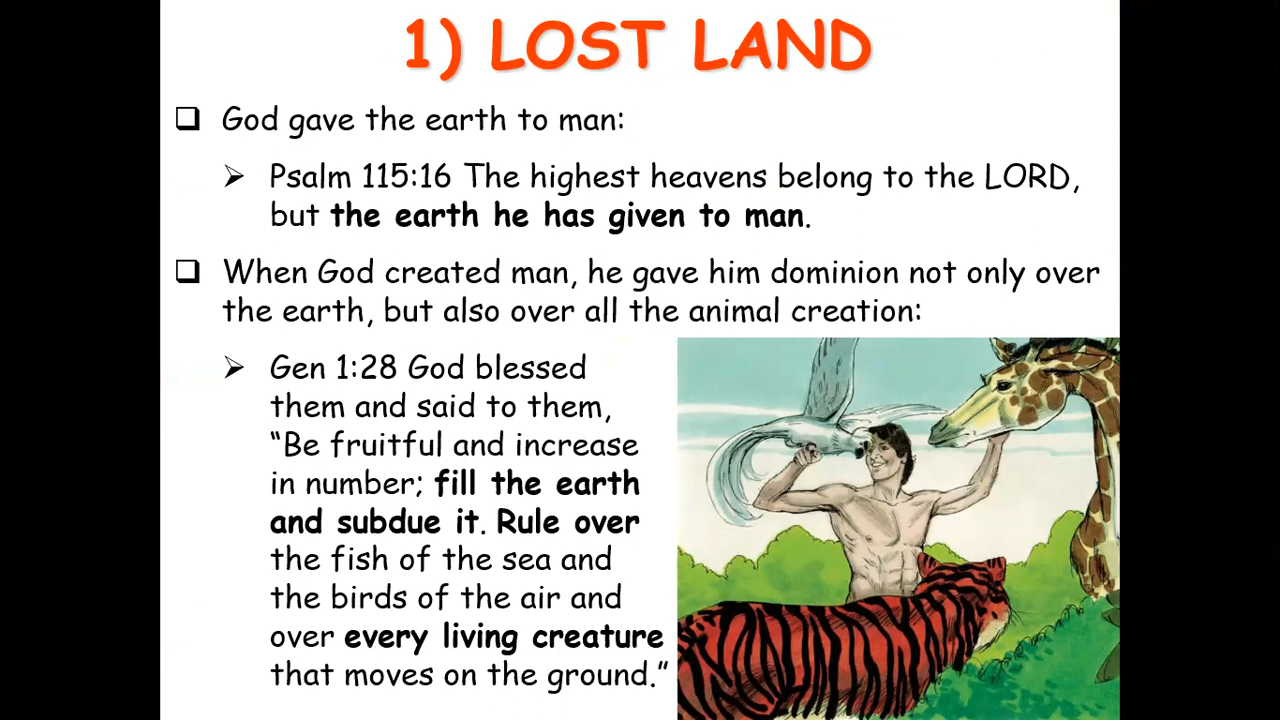 1) LOST LAND
God gave the earth to man:
Psalm 115:16 The highest heavens belong to the LORD,
but the earth he has given to man.
When God created man, he gave him dominion not only over
the earth, but also over all the animal creation:
Gen 1:28 God blessed
them and said to them,
“Be fruitful and increase
in number; fill the earth
and subdue it. Rule over
the fish of the sea and
the birds of the air and
over every living creature
that moves on the ground.”